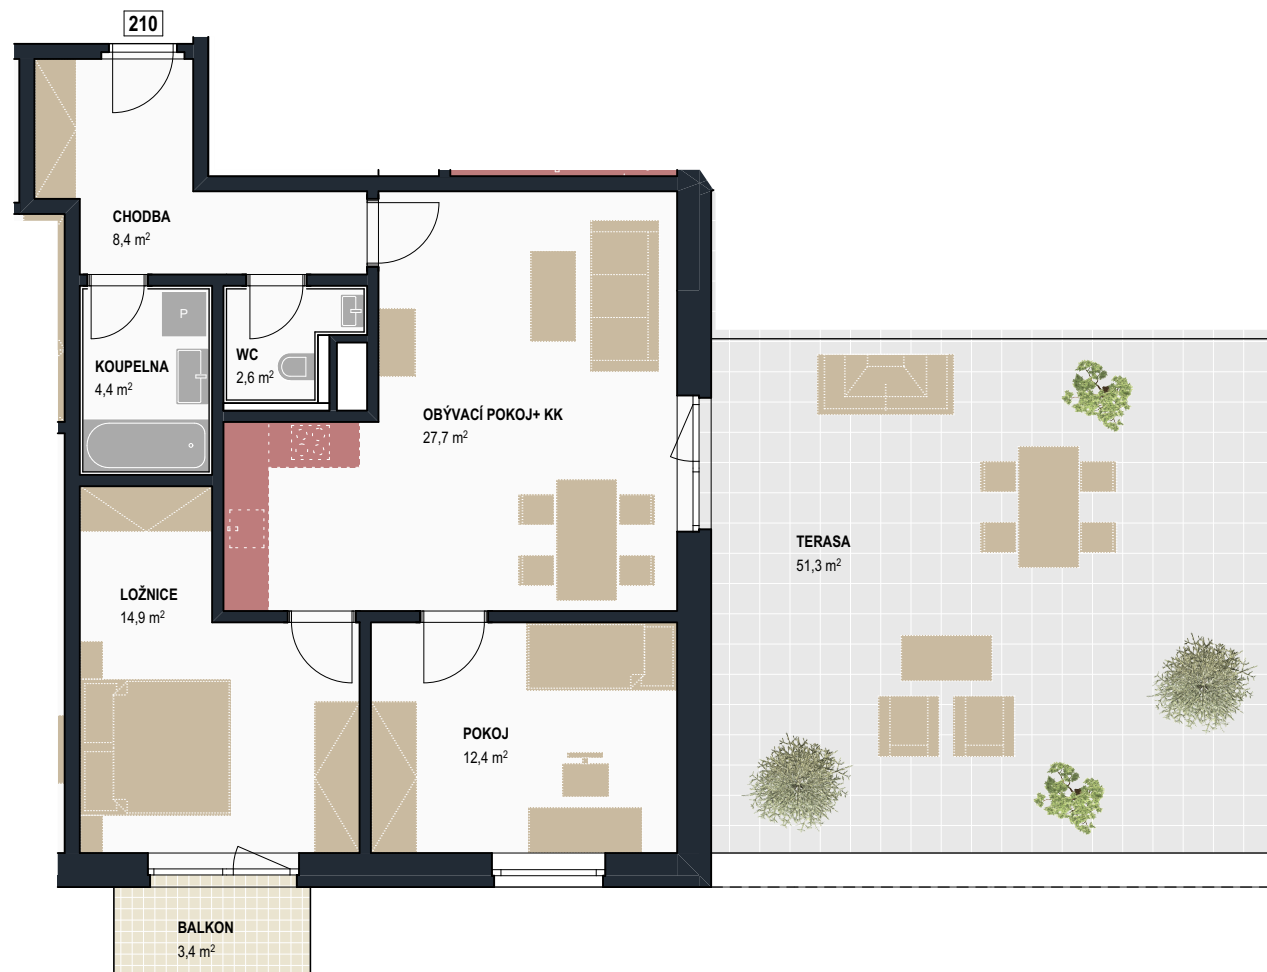 210
CHODBA
8,4 m²
P
KOUPELNA
4,4 m²
WC
2,6 m²
OBÝVACÍ POKOJ+ KK
27,7 m²
TERASA
51,3 m²
LOŽNICE
14,9 m²
POKOJ
12,4 m²
BALKON
3,4 m²